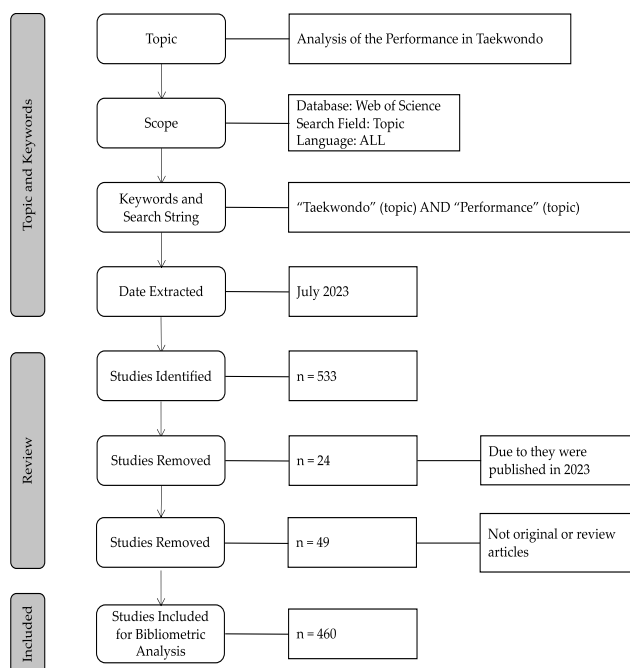 Topic and Keywords
Topic
Analysis of the Performance in Taekwondo
Scope
Database: Web of Science
Search Field: Topic
Language: ALL
Keywords and
Search String
“Taekwondo” (topic) AND “Performance” (topic)
Date Extracted
July 2023
Review
Studies Identified
n = 533
Studies Removed
n = 24
Due to they were
published in 2023
Studies Removed
n = 49
Not original or review
articles
Included
Studies Included
for Bibliometric
Analysis
n = 460